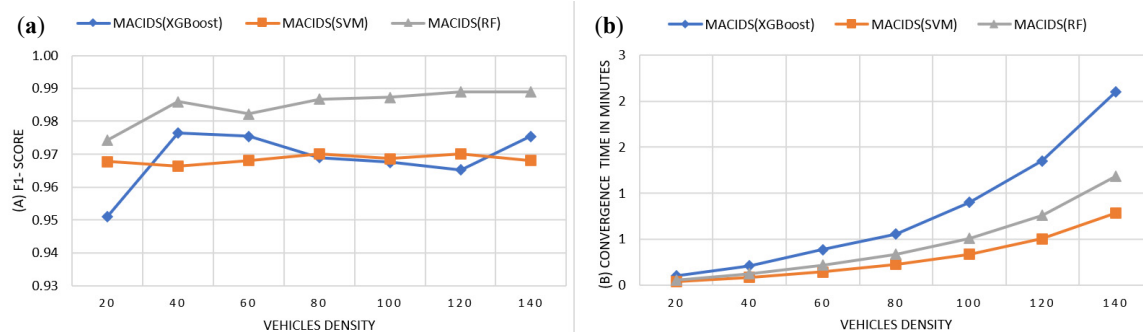 (a)
MACIDS(XGBoost) MACIDS(SVM) MACIDS(RF)
(A) F1- SCORE
1.00
0.99
0.98
0.97
0.96
0.95
0.94
0.93
20 40 60 80 100 120 140
VEHICLES DENSITY
(b)
MACIDS(XGBoost) MACIDS(SVM) MACIDS(RF)
(B) CONVERGENCE TIME IN MINUTES
3
2
2
1
1
0
20 40 60 80 100 120 140
VEHICLES DENSITY